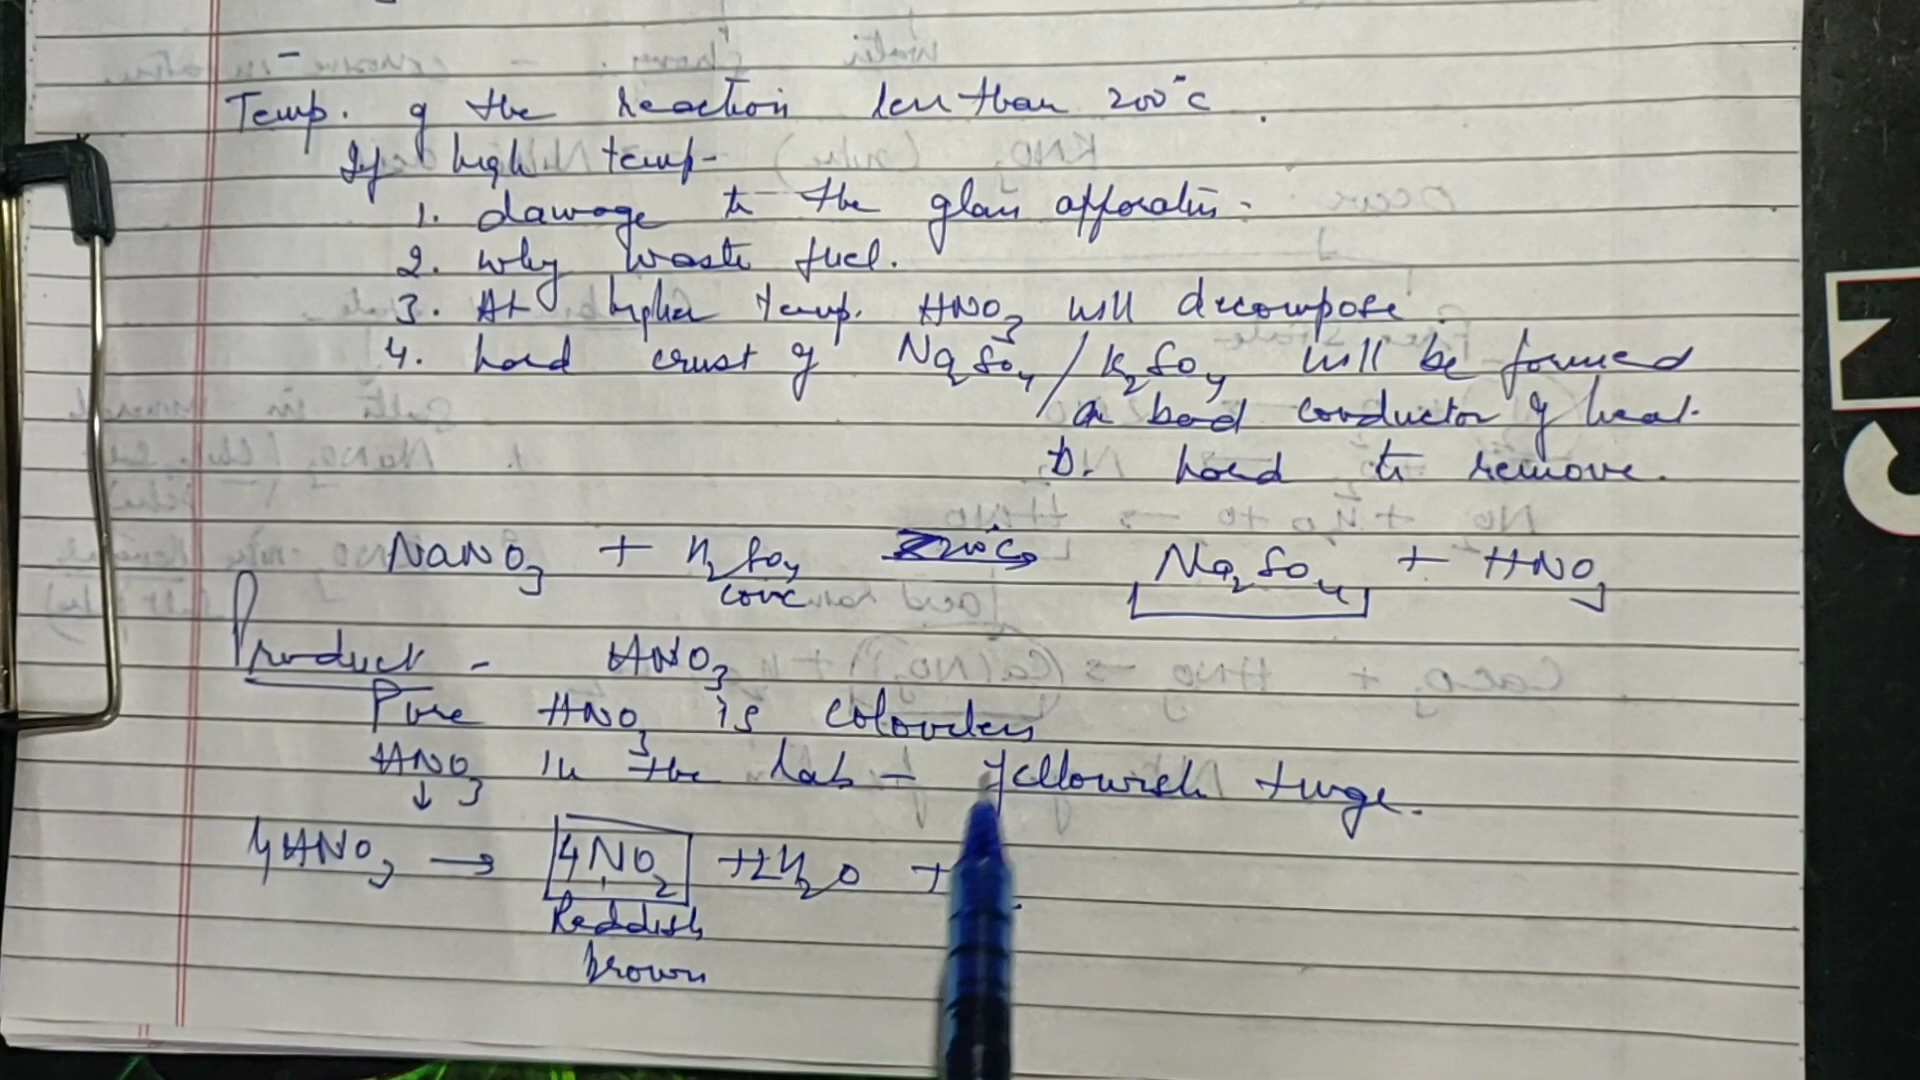 Temp. of the reaction less than 200°C.
If high temp-
1. damage to the glass apparatus.
2. why waste fuel.
3. At higher temp. HNO₃ will decompose.
4. hard crust of Na₂SO₄/K₂SO₄ will be formed
a bad conductor of heat.
b. hard to remove.
NaNO₃ + H₂SO₄ → Na₂SO₄ + HNO₃
conc
Product - HNO₃
Pure HNO₃ is colourless
HNO₃ in the lab - yellowish tinge.
↓
4HNO₃ → 4NO₂ + 2H₂O +
Reddish
brown